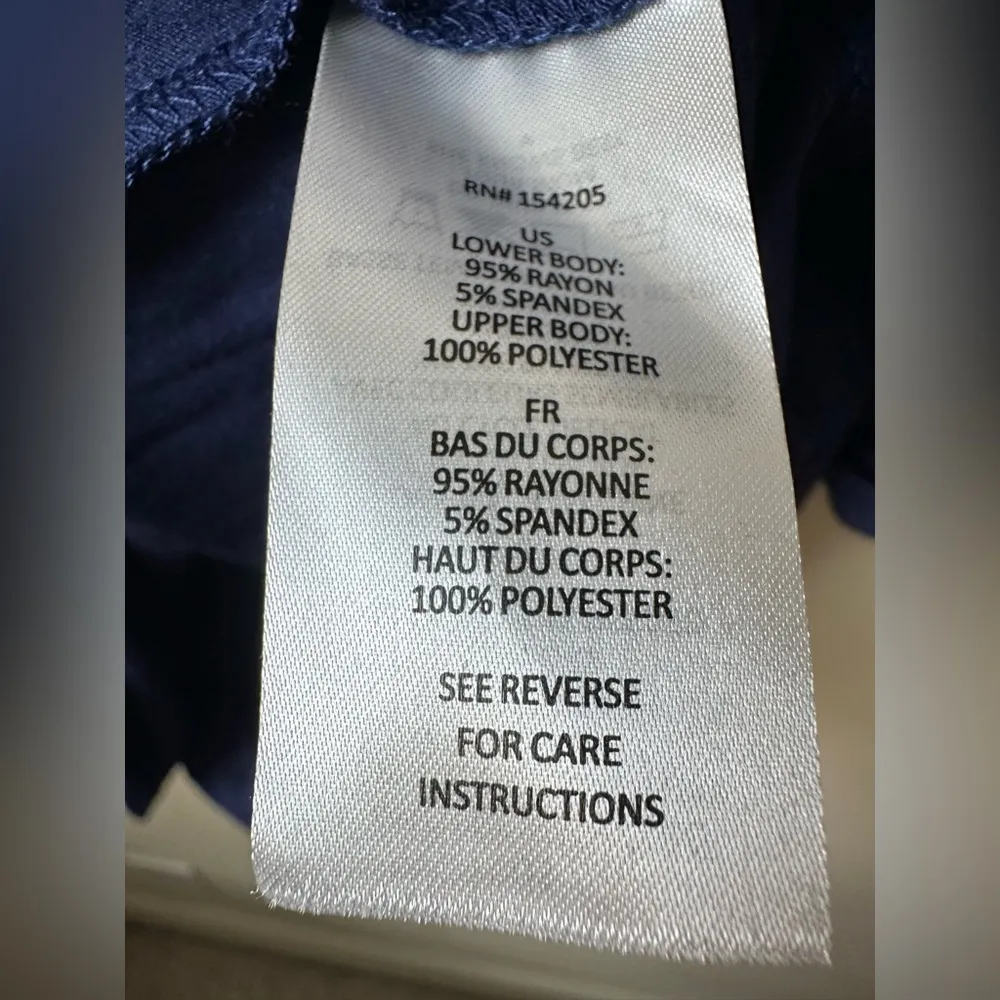 RN# 154205
US
LOWER BODY:
95% RAYON
5% SPANDEX
UPPER BODY:
100% POLYESTER
FR
BAS DU CORPS:
95% RAYONNE
5% SPANDEX
HAUT DU CORPS:
100% POLYESTER
SEE REVERSE
FOR CARE
INSTRUCTIONS